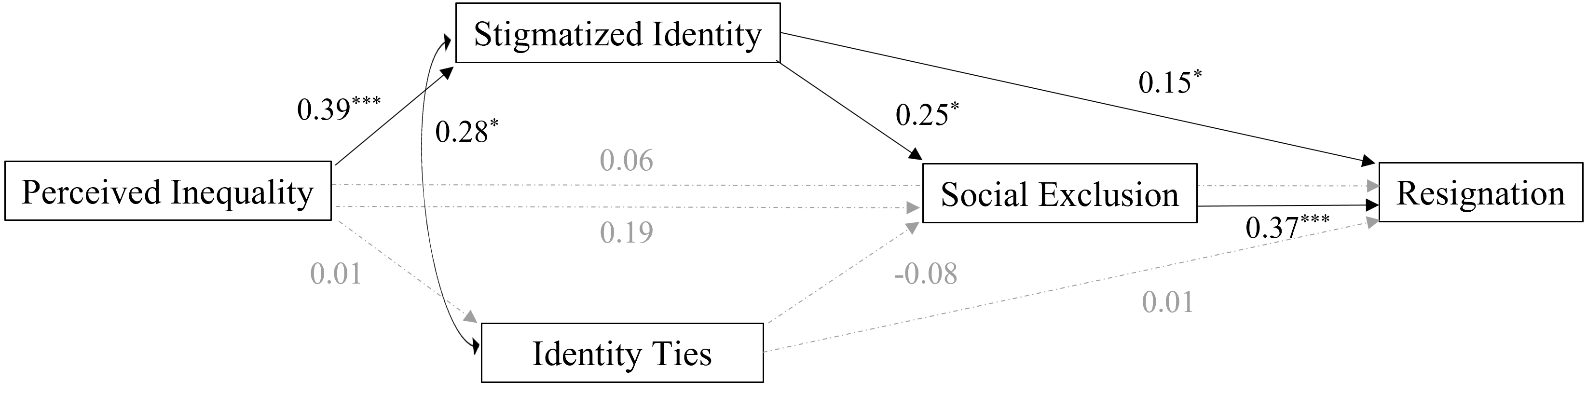 Stigmatized Identity
0.15*
0.39***
0.25*
0.28*
0.06
Perceived Inequality
Social Exclusion
Resignation
0.37***
0.19
0.01
-0.08
0.01
Identity Ties